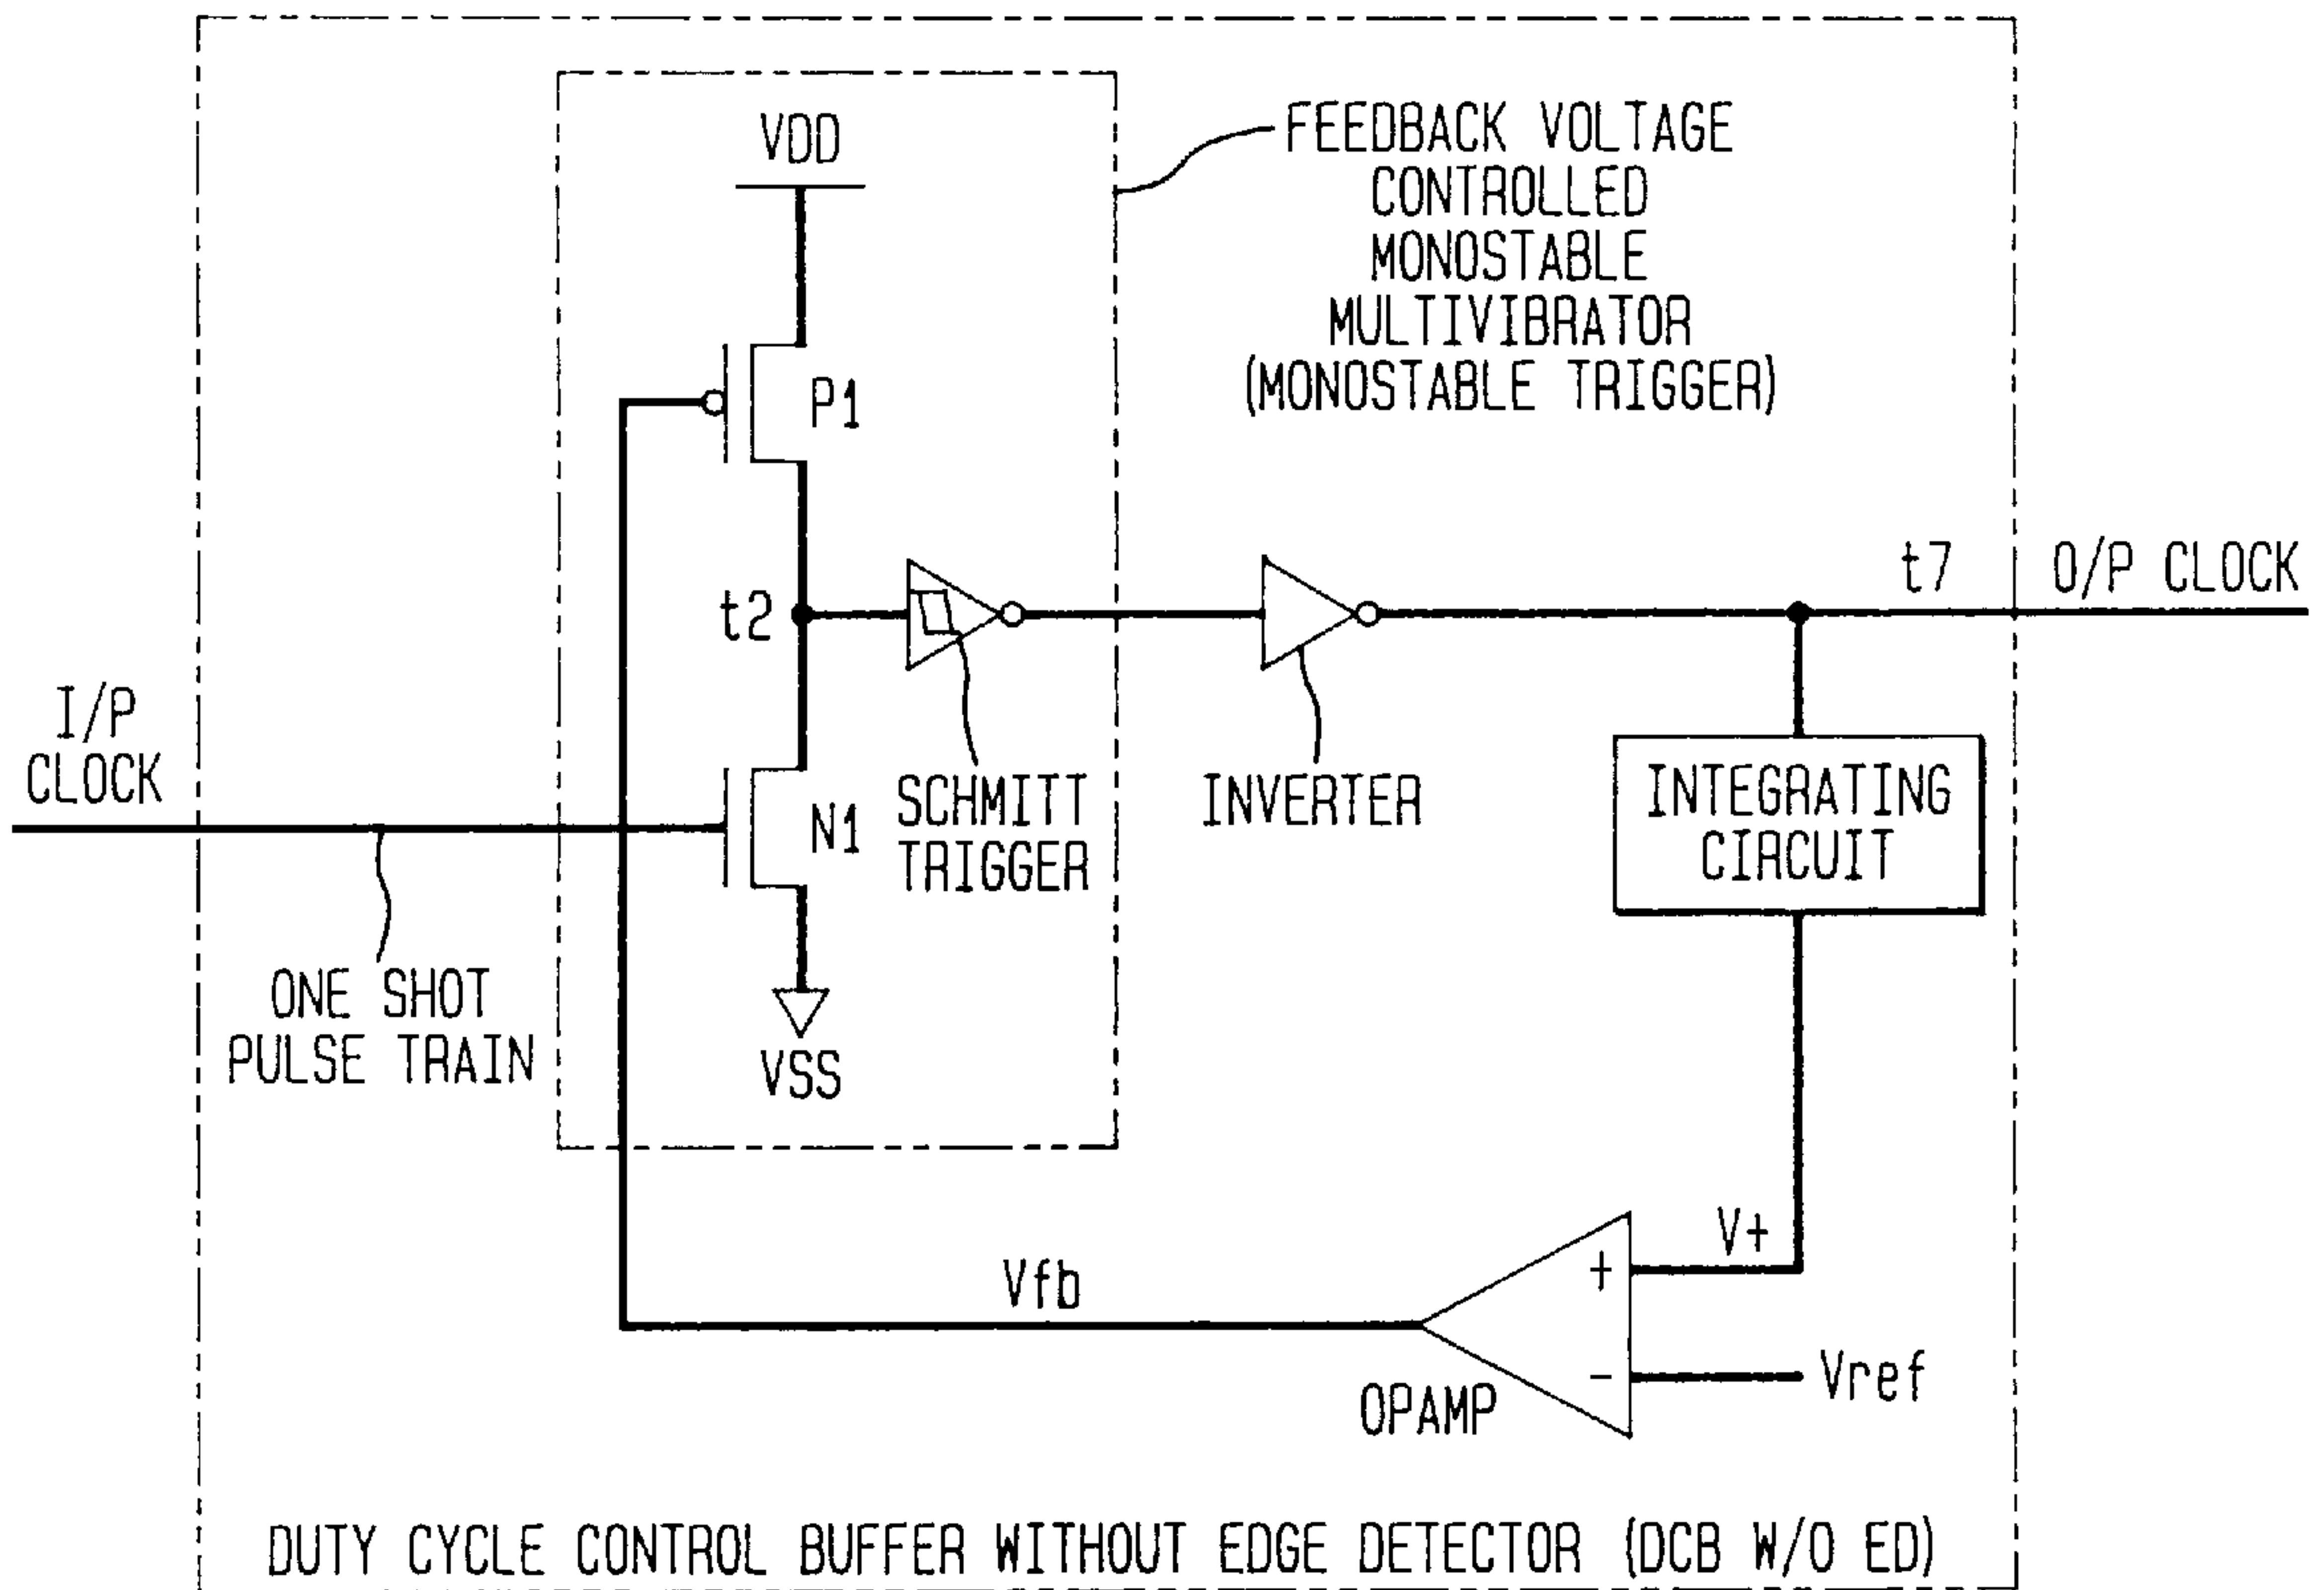 VDD
FEEDBACK VOLTAGE
CONTROLLED
MONOSTABLE
MULTIVIBRATOR
(MONOSTABLE TRIGGER)
P1
t2
t7
O/P CLOCK
I/P
CLOCK
N1
SCHMITT
TRIGGER
INVERTER
INTEGRATING
CIRCUIT
ONE SHOT
PULSE TRAIN
VSS
V+
+
Vfb
-
Vref
OPAMP
DUTY CYCLE CONTROL BUFFER WITHOUT EDGE DETECTOR (DCB W/O ED)